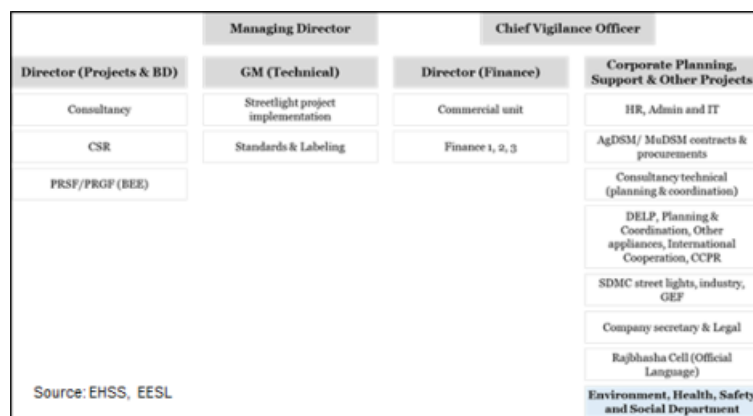 Managing Director
Chief Vigilance Officer
Director (Projects & BD)
GM (Technical)
Director (Finance)
Corporate Planning,
Support & Other Projects
Consultancy
Streetlight project
implementation
Commercial unit
HR, Admin and IT
CSR
Standards & Labeling
Finance 1, 2, 3
AgDSM/ MuDSM contracts &
procurements
PRSF/PRGF (BEE)
Consultancy technical
(planning & coordination)
DELP, Planning &
Coordination, Other
appliances, International
Cooperation, CCPR
SDMC street lights, industry,
GEF
Company secretary & Legal
Rajbhasha Cell (Official
Language)
Environment, Health, Safety
and Social Department
Source: EHSS, EESL